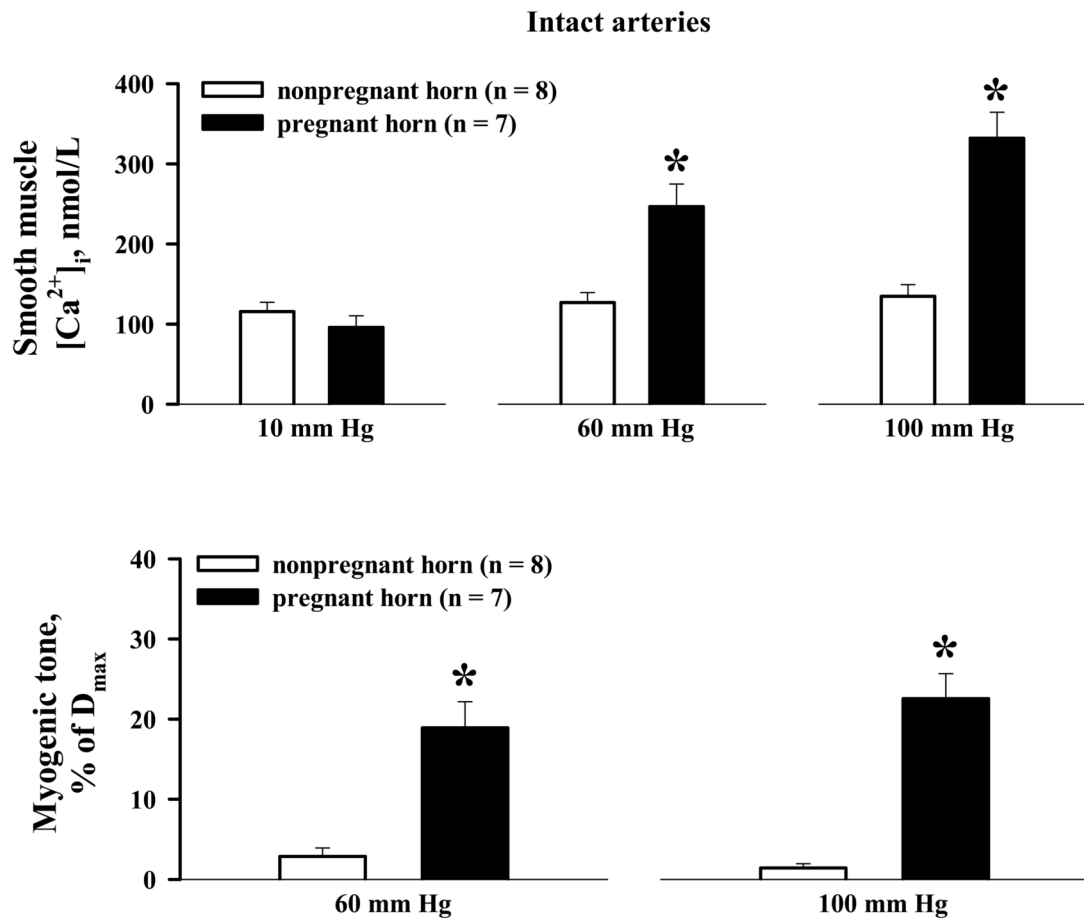 Intact arteries
Smooth muscle
[Ca²⁺]ᵢ, nmol/L
400
300
200
100
0
nonpregnant horn (n = 8)
pregnant horn (n = 7)
*
*
10 mm Hg
60 mm Hg
100 mm Hg
Myogenic tone,
% of Dmax
40
30
20
10
0
nonpregnant horn (n = 8)
pregnant horn (n = 7)
*
*
60 mm Hg
100 mm Hg